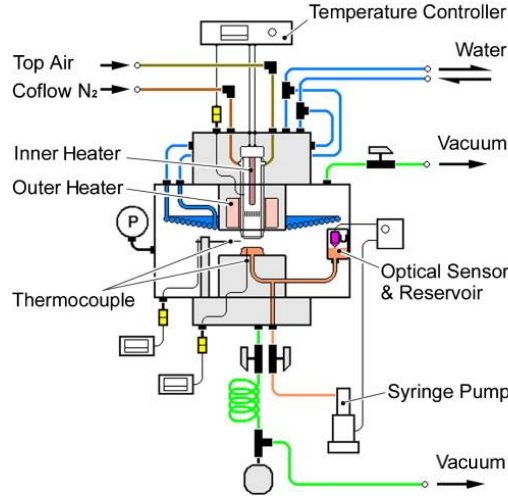 Temperature Controller
Top Air
Water
Coflow N₂
Vacuum
Inner Heater
Outer Heater
P
Optical Sensor
& Reservoir
Thermocouple
Syringe Pump
Vacuum